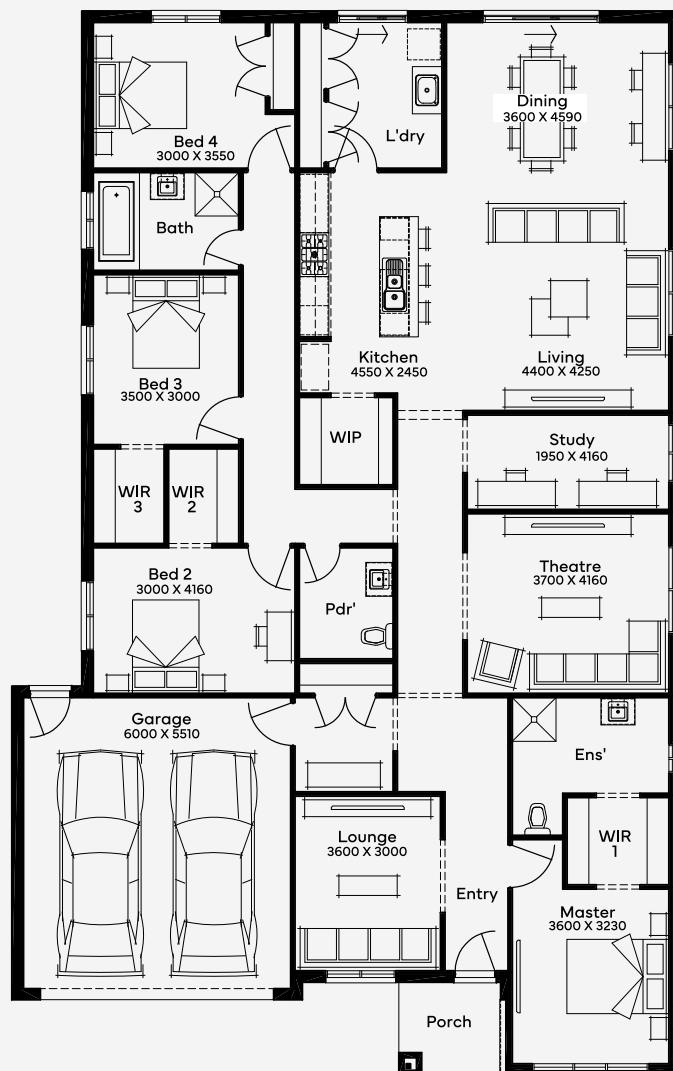 Bed 4
3000 X 3550
L'dry
Dining
3600 X 4590
Bath
Kitchen
4550 X 2450
Living
4400 X 4250
Bed 3
3500 X 3000
WIP
Study
1950 X 4160
WIR
3
WIR
2
Bed 2
3000 X 4160
Pdr'
Theatre
3700 X 4160
Garage
6000 X 5510
Ens'
Lounge
3600 X 3000
WIR
1
Entry
Master
3600 X 3230
Porch